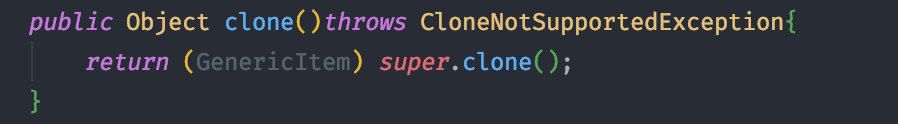 public Object clone()throws CloneNotSupportedException{
    return (GenericItem) super.clone();
}